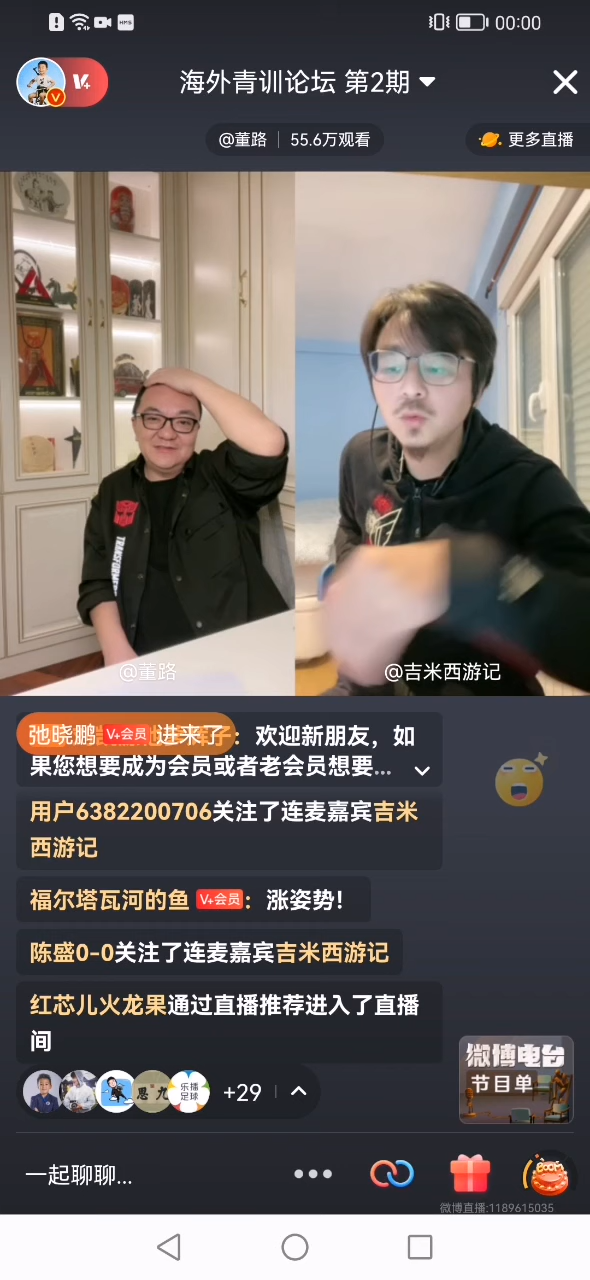 00:00
V+
海外青训论坛 第2期
@董路 55.6万观看
更多直播
TRANSFORMERS
@董路
@吉米西游记
弛晓鹏 V+会员 进来了 : 欢迎新朋友，如
果您想要成为会员或者老会员想要...
用户6382200706关注了连麦嘉宾吉米
西游记
福尔塔瓦河的鱼 V+会员 : 涨姿势!
陈盛0-0关注了连麦嘉宾吉米西游记
红芯儿火龙果通过直播推荐进入了直播
间
思 九
乐播
足球
+29
微博电台
节目单
一起聊聊...
微博直播:1189615035